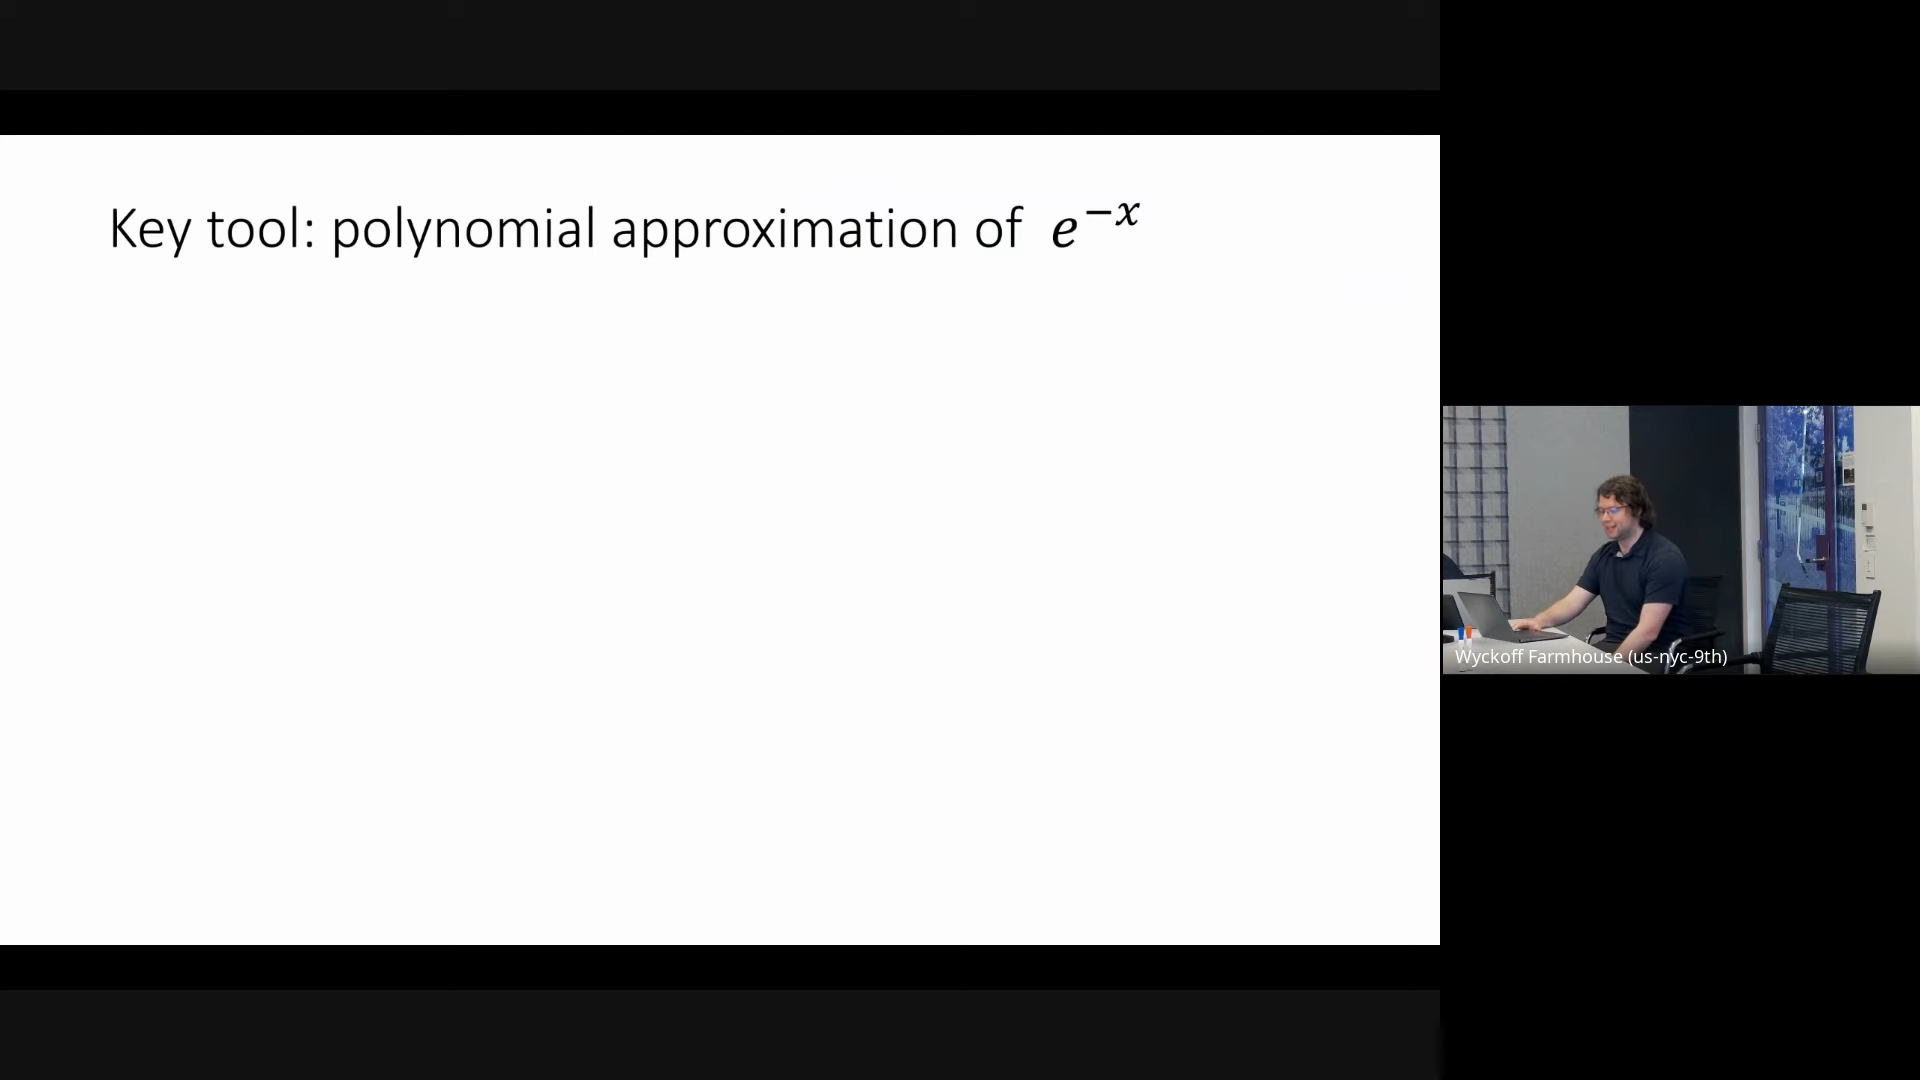 Key tool: polynomial approximation of e^{-x}
Wyckoff Farmhouse (us-nyc-9th)